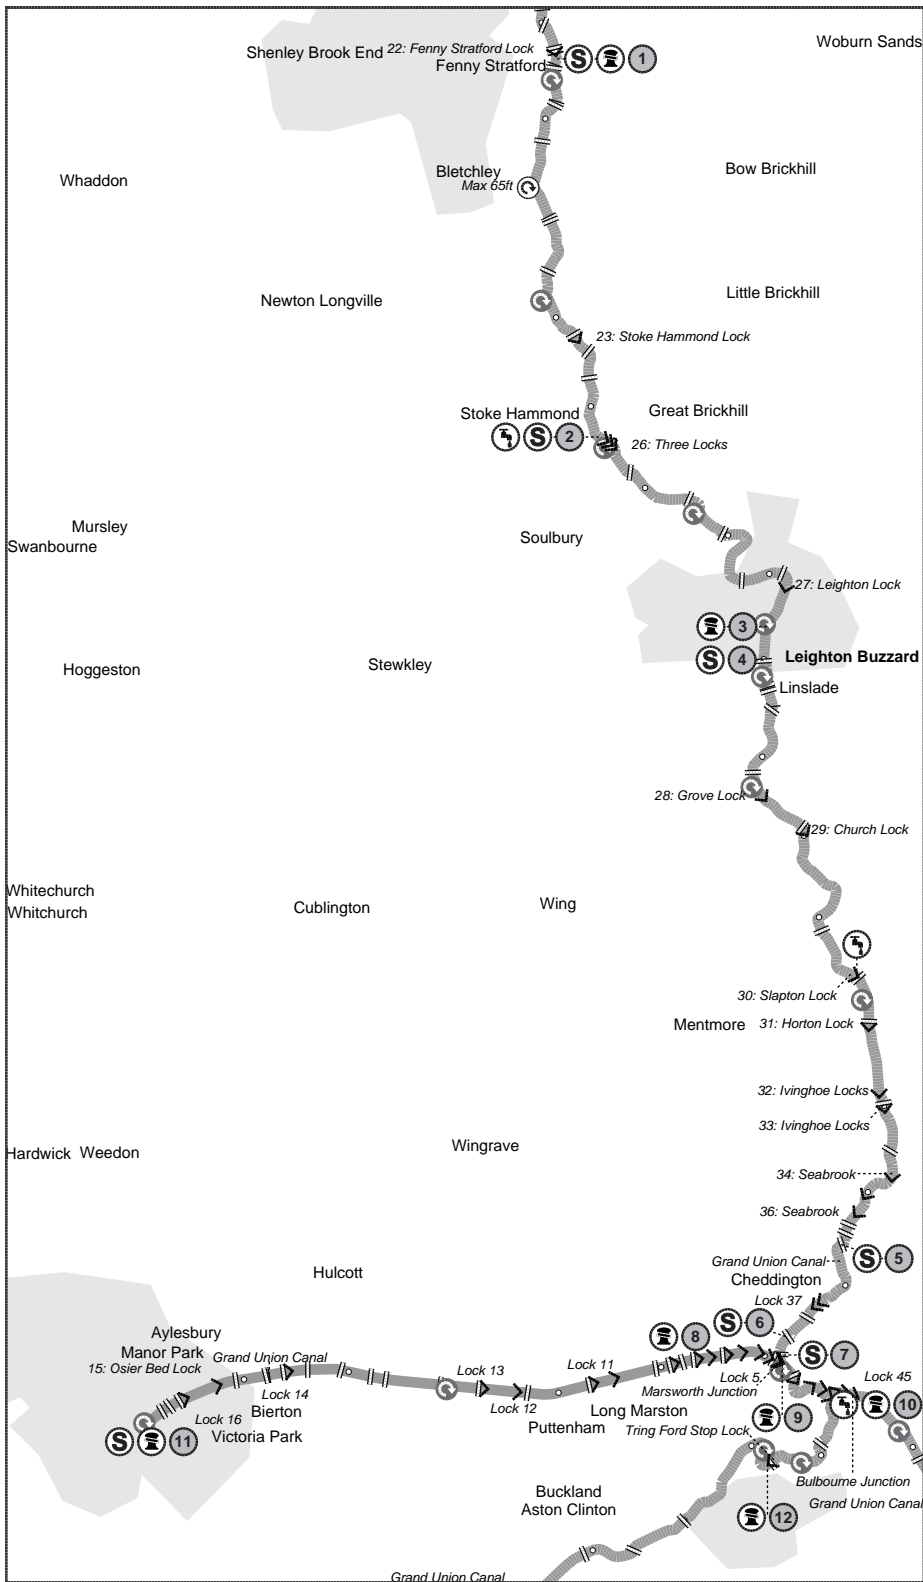 Woburn Sands
Shenley Brook End
22: Fenny Stratford Lock
Fenny Stratford
S
1
Bletchley
Max 65ft
Whaddon
Bow Brickhill
Newton Longville
Little Brickhill
23: Stoke Hammond Lock
Stoke Hammond
Great Brickhill
S
2
26: Three Locks
Mursley
Swanbourne
Soulbury
27: Leighton Lock
3
S
4
Leighton Buzzard
Hoggeston
Stewkley
Linslade
28: Grove Lock
29: Church Lock
Whitechurch
Whitchurch
Cublington
Wing
30: Slapton Lock
Mentmore
31: Horton Lock
32: Ivinghoe Locks
33: Ivinghoe Locks
Hardwick
Weedon
Wingrave
34: Seabrook
36: Seabrook
Grand Union Canal
S
5
Hulcott
Cheddington
Lock 37
Aylesbury
Manor Park
15: Osier Bed Lock
Grand Union Canal
8
S
6
S
7
Lock 13
Lock 11
Lock 5
Lock 45
Marsworth Junction
Lock 14
Bierton
Lock 12
Long Marston
Lock 16
Victoria Park
Puttenham
9
10
Tring Ford Stop Lock
S
11
Bulbourne Junction
Buckland
Aston Clinton
Grand Union Canal
12
Grand Union Canal